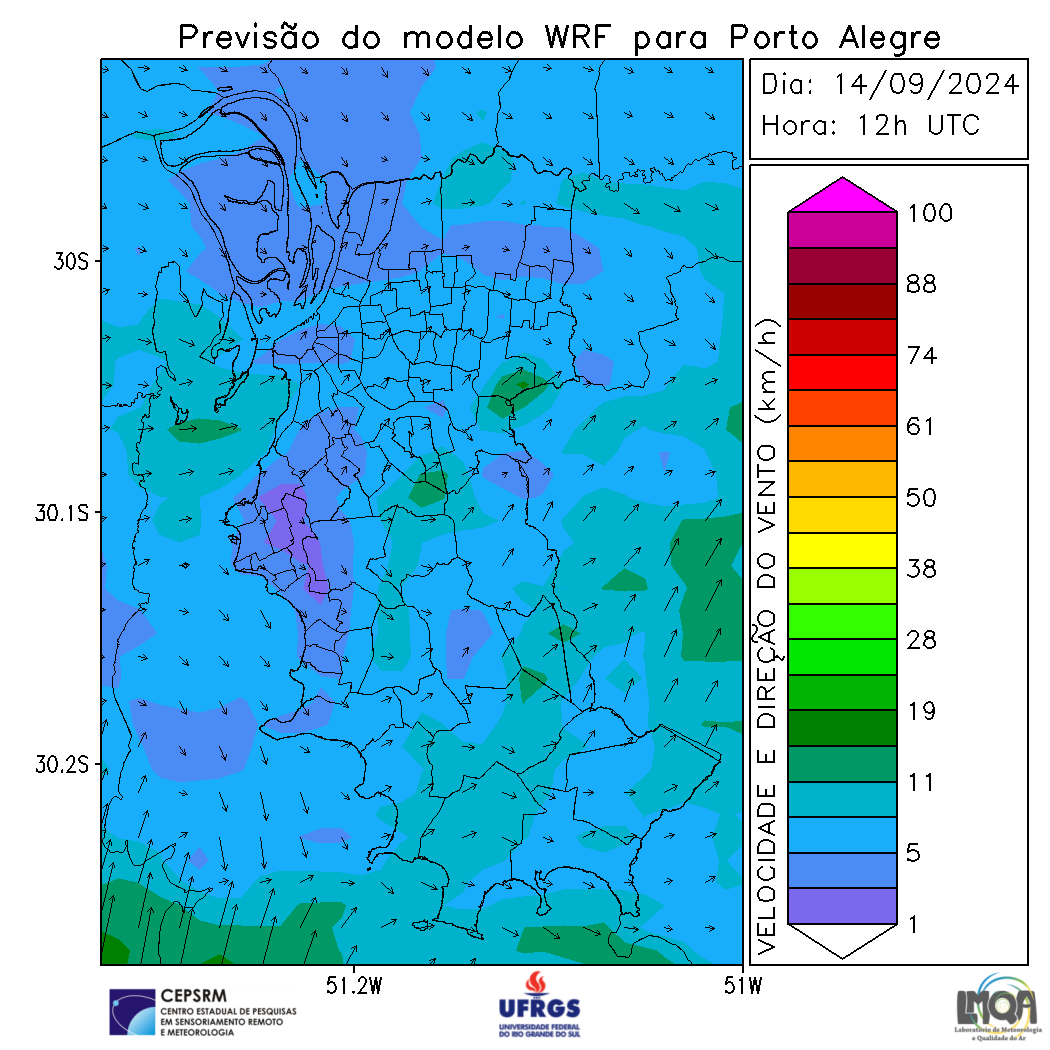 Previsão do modelo WRF para Porto Alegre
Dia: 14/09/2024
Hora: 12h UTC
30S
30.1S
30.2S
51.2W
51W
VELOCIDADE E DIREÇÃO DO VENTO (km/h)
100
88
74
61
50
38
28
19
11
5
1
CEPSRM
CENTRO ESTADUAL DE PESQUISAS
EM SENSORIAMENTO REMOTO
E METEOROLOGIA
UFRGS
UNIVERSIDADE FEDERAL
DO RIO GRANDE DO SUL
LMQA
Laboratório de Meteorologia
e Qualidade do Ar